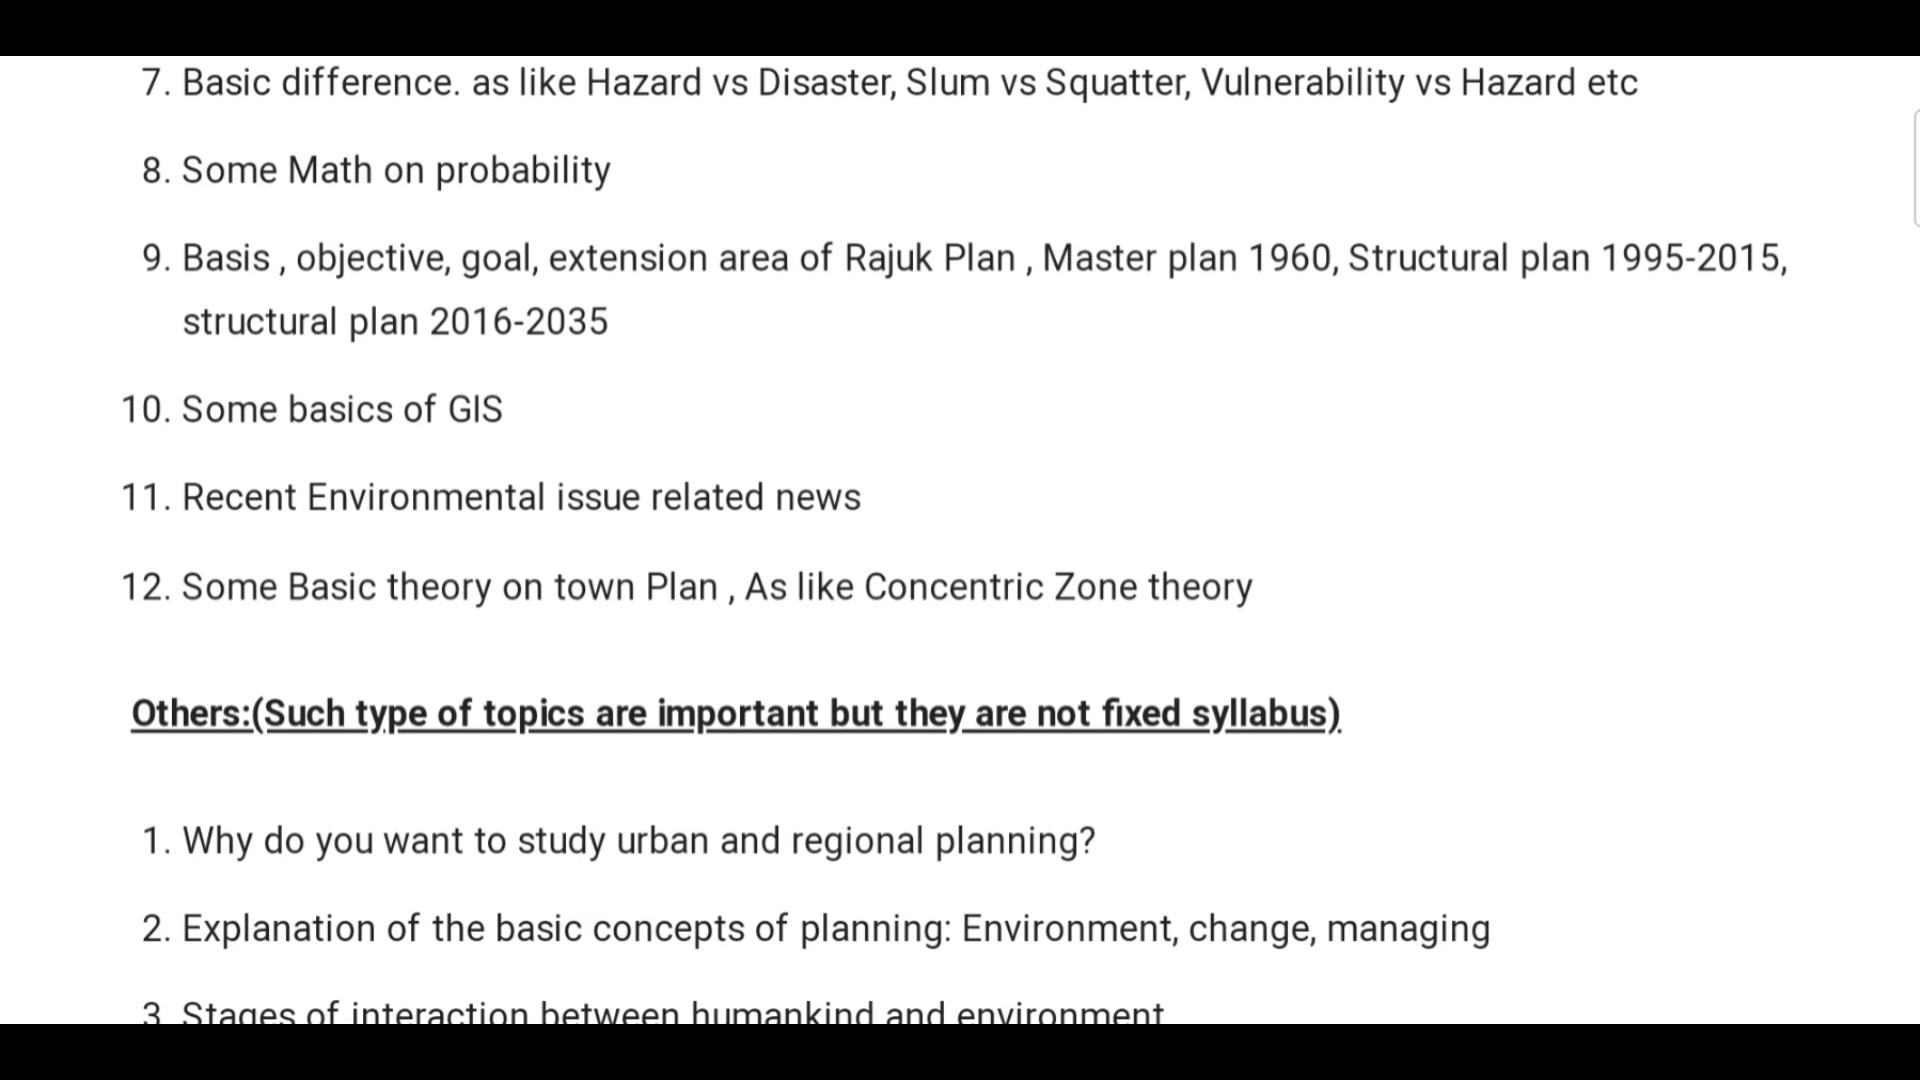 7. Basic difference. as like Hazard vs Disaster, Slum vs Squatter, Vulnerability vs Hazard etc
8. Some Math on probability
9. Basis , objective, goal, extension area of Rajuk Plan , Master plan 1960, Structural plan 1995-2015,
structural plan 2016-2035
10. Some basics of GIS
11. Recent Environmental issue related news
12. Some Basic theory on town Plan , As like Concentric Zone theory
Others:(Such type of topics are important but they are not fixed syllabus)
1. Why do you want to study urban and regional planning?
2. Explanation of the basic concepts of planning: Environment, change, managing
3. Stages of interaction between humankind and environment